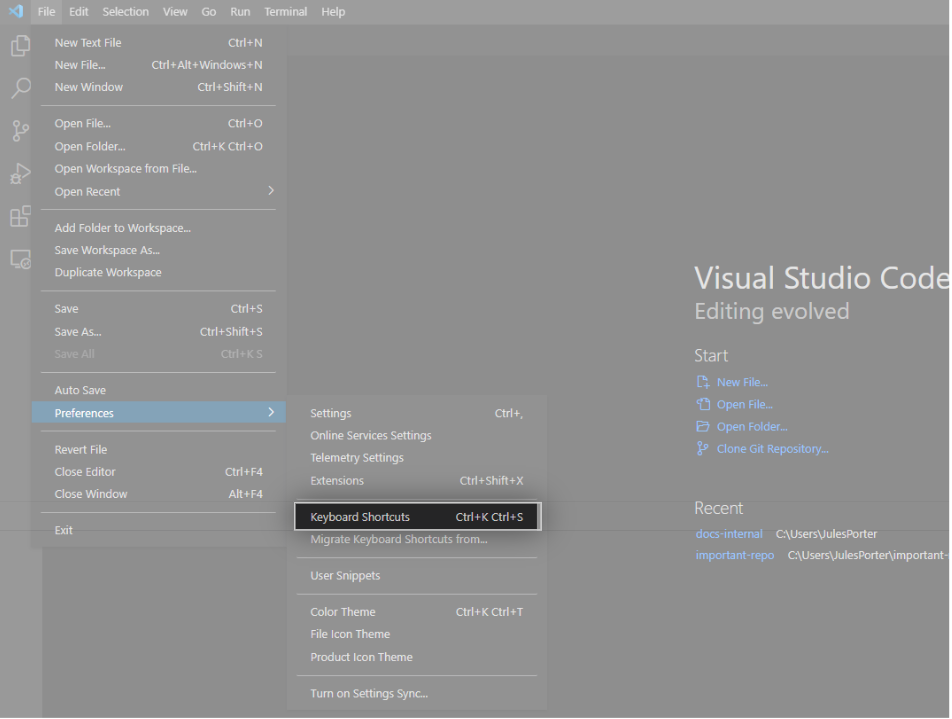 File Edit Selection View Go Run Terminal Help
New Text File Ctrl+N
New File... Ctrl+Alt+Windows+N
New Window Ctrl+Shift+N
Open File... Ctrl+O
Open Folder... Ctrl+K Ctrl+O
Open Workspace from File...
Open Recent
Add Folder to Workspace...
Save Workspace As...
Duplicate Workspace
Save Ctrl+S
Save As... Ctrl+Shift+S
Save All Ctrl+K S
Auto Save
Preferences
Revert File
Close Editor Ctrl+F4
Close Window Alt+F4
Exit
Settings Ctrl+,
Online Services Settings
Telemetry Settings
Extensions Ctrl+Shift+X
Keyboard Shortcuts Ctrl+K Ctrl+S
Migrate Keyboard Shortcuts from...
User Snippets
Color Theme Ctrl+K Ctrl+T
File Icon Theme
Product Icon Theme
Turn on Settings Sync...
Visual Studio Code
Editing evolved
Start
New File...
Open File...
Open Folder...
Clone Git Repository...
Recent
docs-internal C:\Users\JulesPorter
important-repo C:\Users\JulesPorter\important-